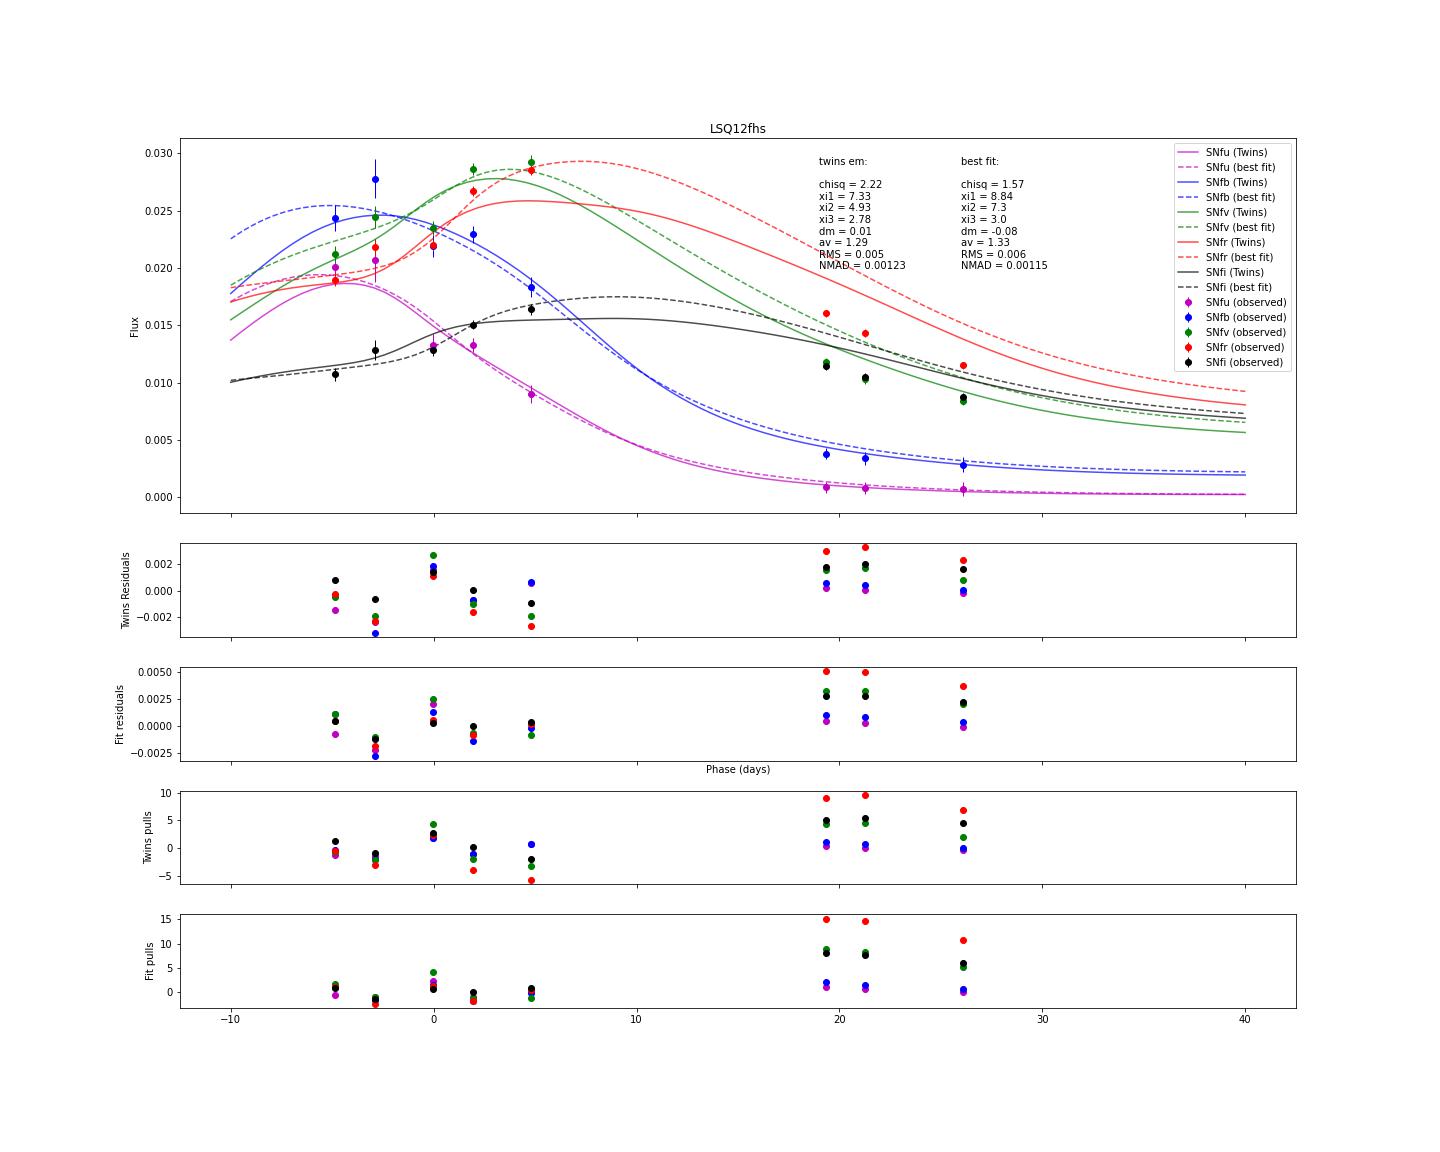 LSQ12fhs
Flux
0.030
0.025
0.020
0.015
0.010
0.005
0.000
twins em:
chisq = 2.22
xi1 = 7.33
xi2 = 4.93
xi3 = 2.78
dm = 0.01
av = 1.29
RMS = 0.005
NMAD = 0.00123
best fit:
chisq = 1.57
xi1 = 8.84
xi2 = 7.3
xi3 = 3.0
dm = -0.08
av = 1.33
RMS = 0.006
NMAD = 0.00115
SNfu (Twins)
SNfu (best fit)
SNfb (Twins)
SNfb (best fit)
SNfv (Twins)
SNfv (best fit)
SNfr (Twins)
SNfr (best fit)
SNfi (Twins)
SNfi (best fit)
SNfu (observed)
SNfb (observed)
SNfv (observed)
SNfr (observed)
SNfi (observed)
Twins Residuals
0.002
0.000
−0.002
Fit residuals
0.0050
0.0025
0.0000
−0.0025
Phase (days)
Twins pulls
10
5
0
−5
Fit pulls
15
10
5
0
−10
0
10
20
30
40